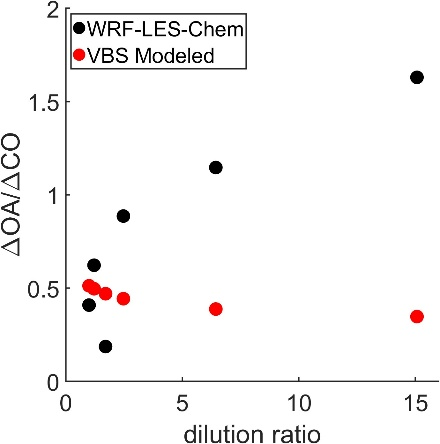 2
WRF-LES-Chem
VBS Modeled
1.5
1
0.5
0
0 5 10 15
ΔOA/ΔCO
dilution ratio